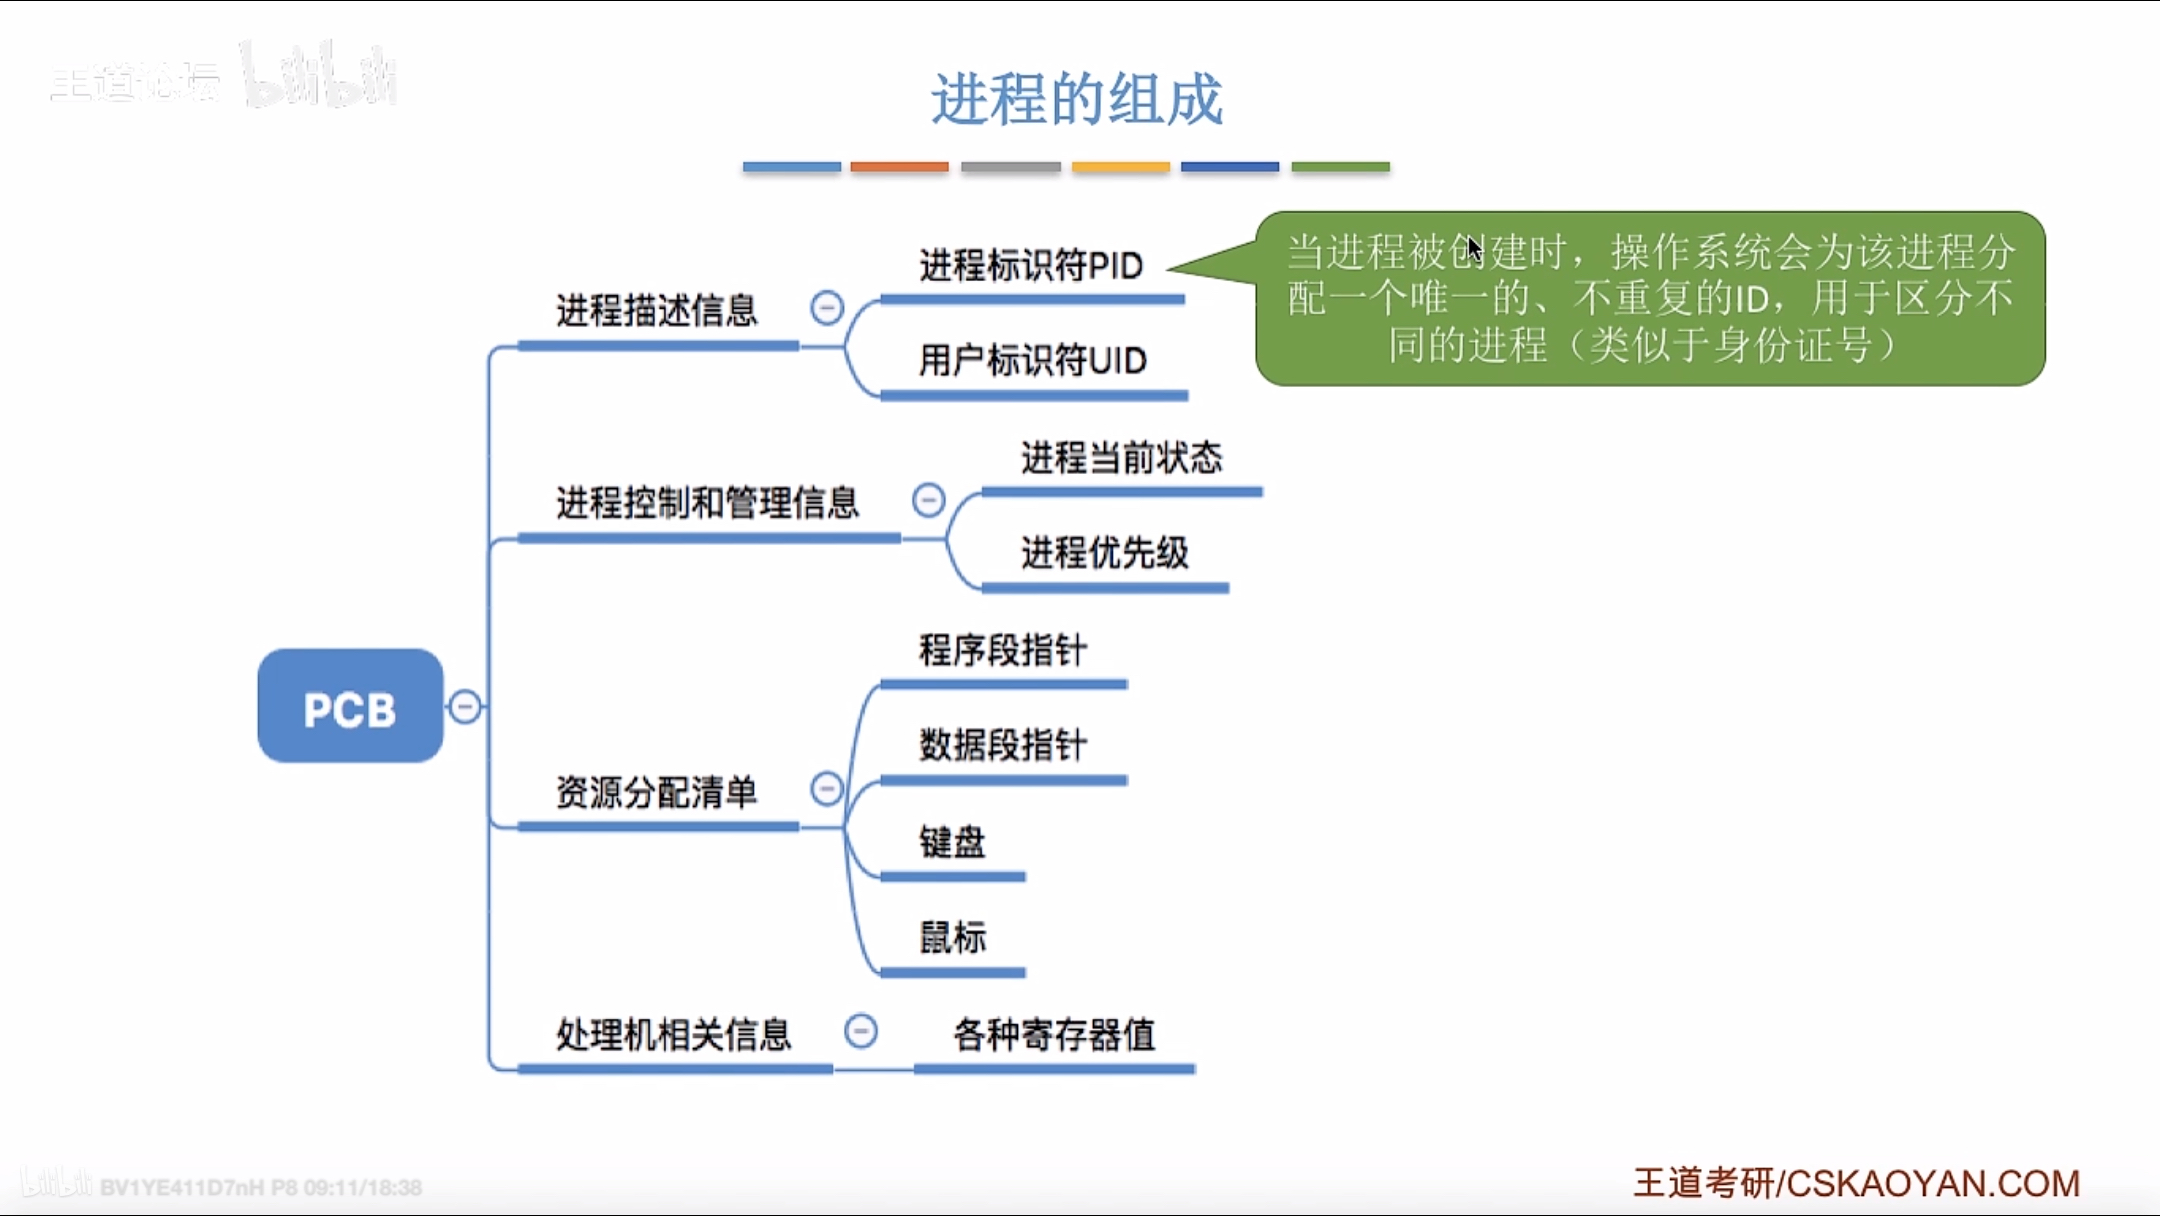 王道论坛 bilibili
进程的组成
进程标识符PID
当进程被创建时，操作系统会为该进程分
配一个唯一的、不重复的ID，用于区分不
同的进程（类似于身份证号）
进程描述信息
用户标识符UID
进程当前状态
进程控制和管理信息
进程优先级
程序段指针
PCB
数据段指针
资源分配清单
键盘
鼠标
处理机相关信息
各种寄存器值
bilibili BV1YE411D7nH P8 09:11/18:38
王道考研/CSKAOYAN.COM